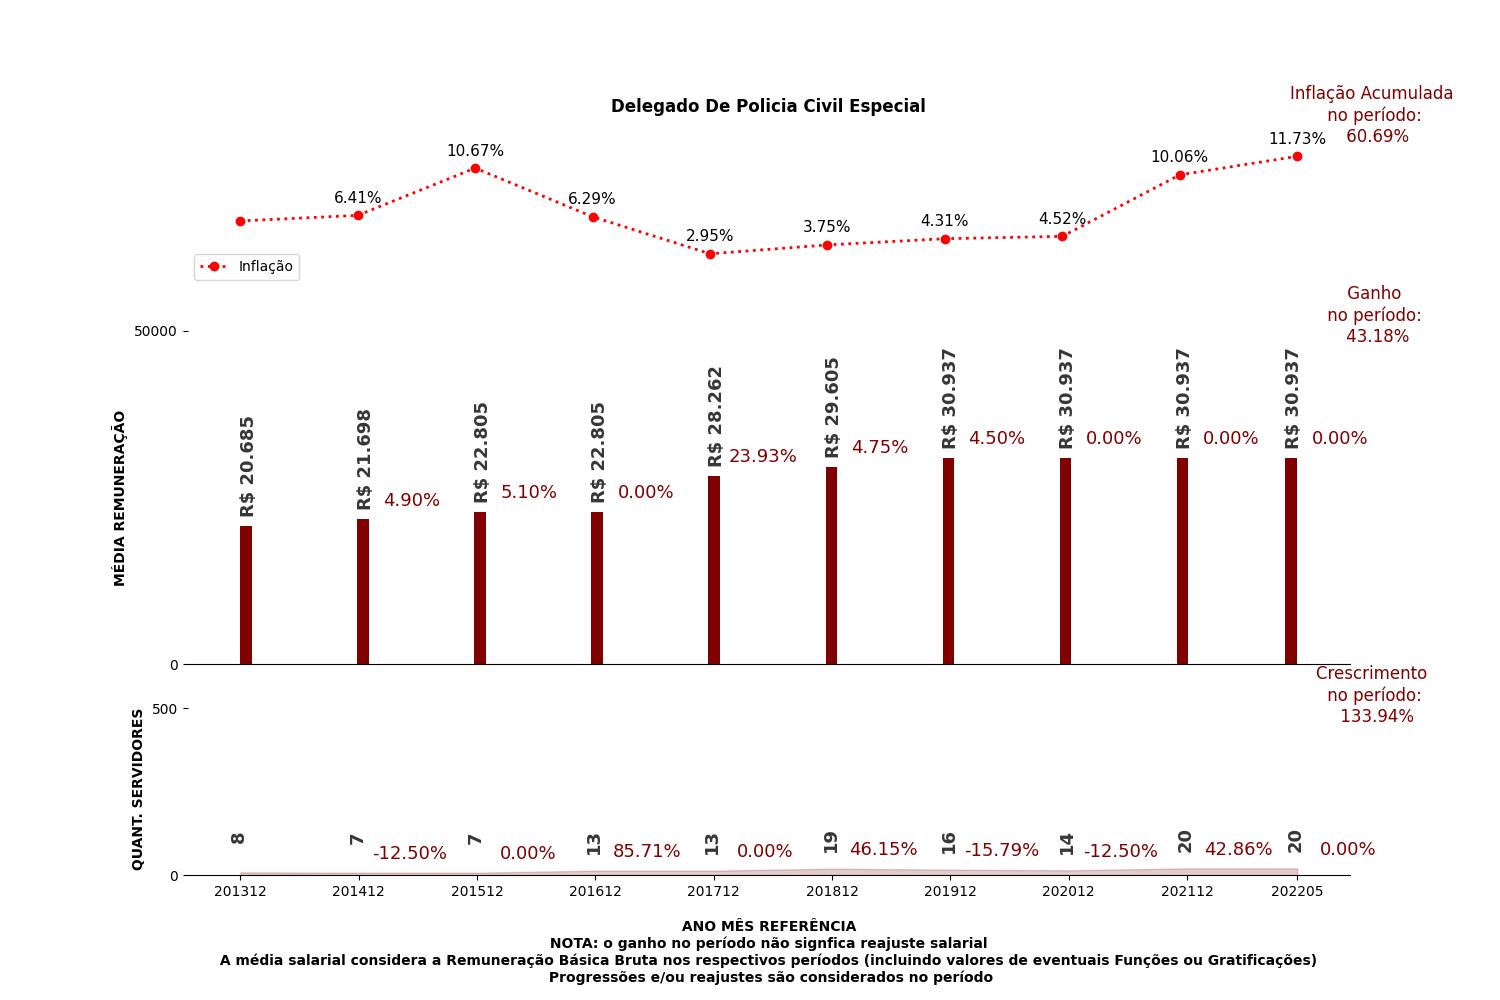 Delegado De Policia Civil Especial
Inflação Acumulada
no período:
60.69%
6.41%
10.67%
6.29%
2.95%
3.75%
4.31%
4.52%
10.06%
11.73%
Inflação
Ganho
no período:
43.18%
50000
0
MÉDIA REMUNERAÇÃO
R$ 20.685
R$ 21.698
4.90%
R$ 22.805
5.10%
R$ 22.805
0.00%
R$ 28.262
23.93%
R$ 29.605
4.75%
R$ 30.937
4.50%
R$ 30.937
0.00%
R$ 30.937
0.00%
R$ 30.937
0.00%
Crescrimento
no período:
133.94%
500
0
QUANT. SERVIDORES
8
7
-12.50%
7
0.00%
13
85.71%
13
0.00%
19
46.15%
16
-15.79%
14
-12.50%
20
42.86%
20
0.00%
201312
201412
201512
201612
201712
201812
201912
202012
202112
202205
ANO MÊS REFERÊNCIA
NOTA: o ganho no período não signfica reajuste salarial
A média salarial considera a Remuneração Básica Bruta nos respectivos períodos (incluindo valores de eventuais Funções ou Gratificações)
Progressões e/ou reajustes são considerados no período